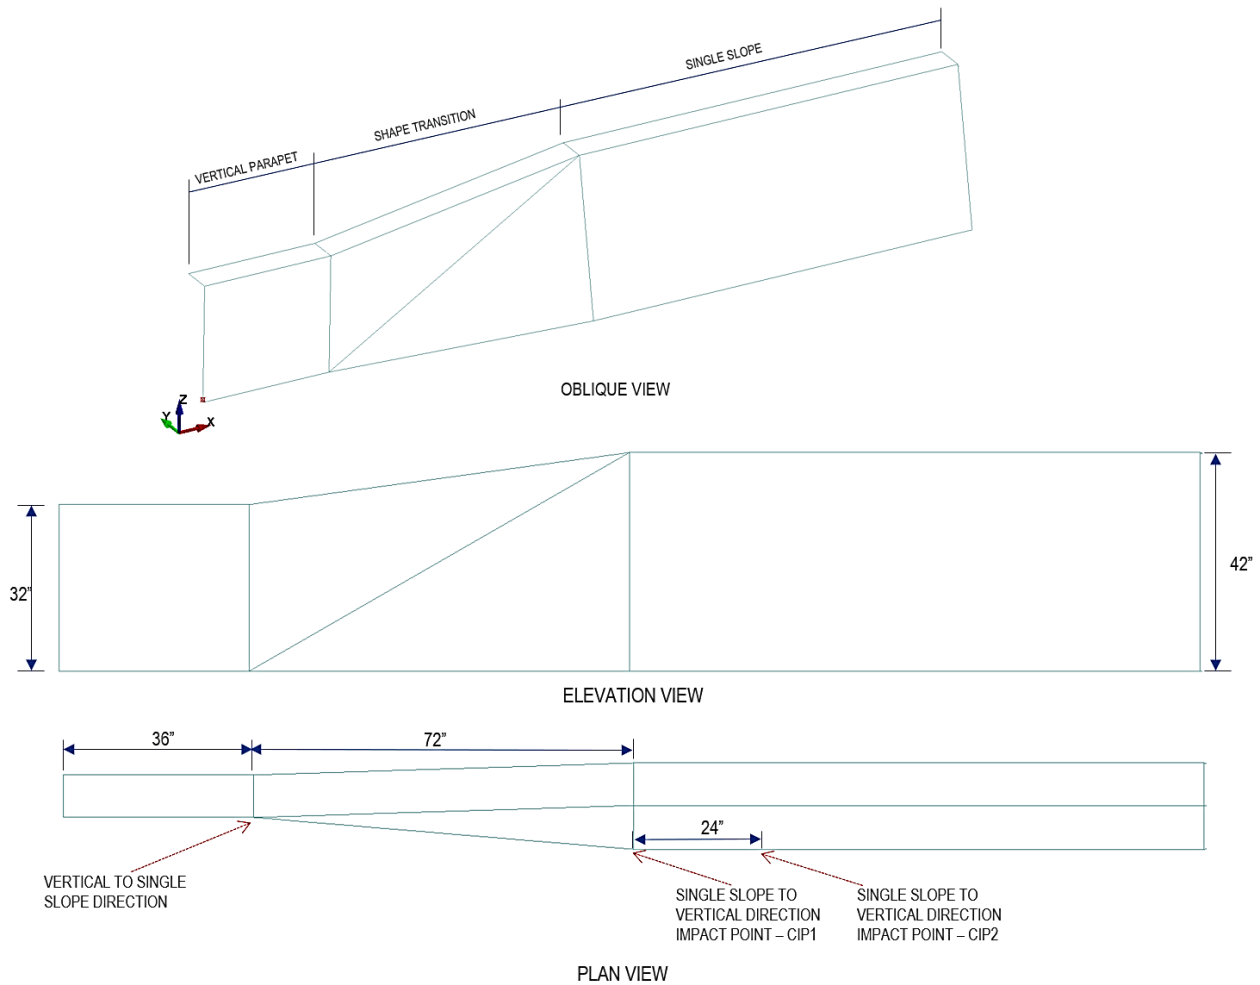 SINGLE SLOPE
SHAPE TRANSITION
VERTICAL PARAPET
OBLIQUE VIEW
Z
Y
X
32”
42”
ELEVATION VIEW
36”
72”
24”
VERTICAL TO SINGLE
SLOPE DIRECTION
SINGLE SLOPE TO
VERTICAL DIRECTION
IMPACT POINT – CIP1
SINGLE SLOPE TO
VERTICAL DIRECTION
IMPACT POINT – CIP2
PLAN VIEW